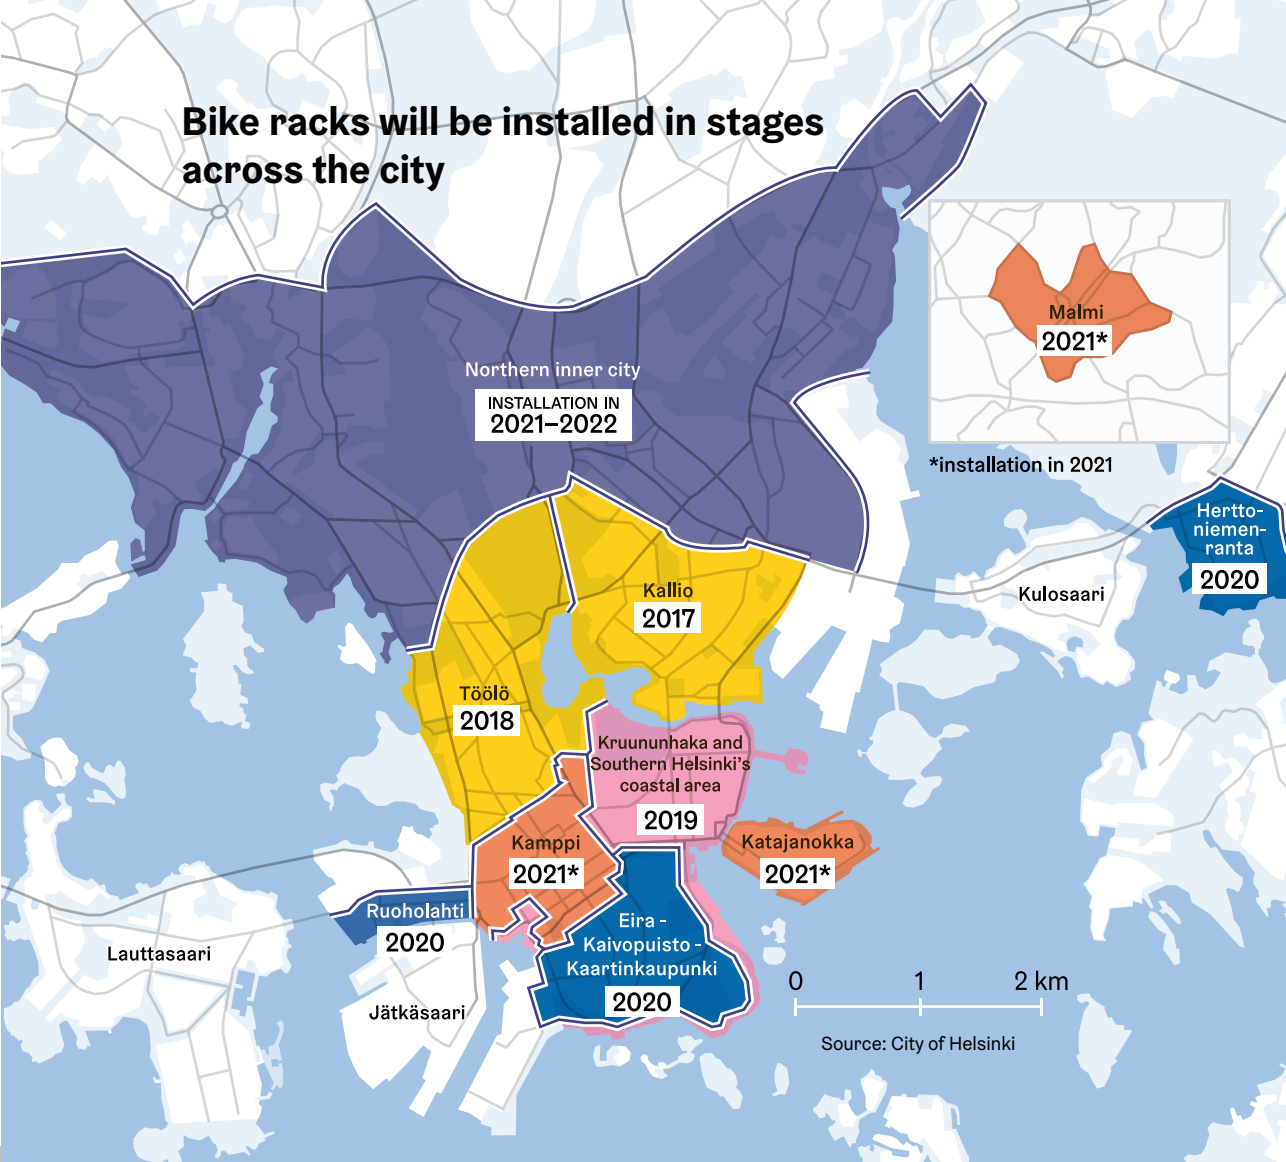 Bike racks will be installed in stages
across the city
Northern inner city
INSTALLATION IN
2021–2022
Malmi
2021*
*installation in 2021
Hertto-
niemen-
ranta
2020
Kulosaari
Kallio
2017
Töölö
2018
Kruununhaka and
Southern Helsinki's
coastal area
2019
Kamppi
2021*
Katajanokka
2021*
Ruoholahti
2020
Eira -
Kaivopuisto -
Kaartinkaupunki
2020
Lauttasaari
Jätkäsaari
0 1 2 km
Source: City of Helsinki